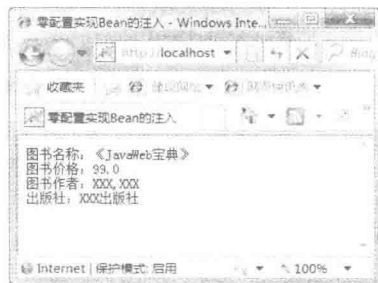 零配置实现Bean的注入 - Windows Inte...
http://localhost
Bing
收藏夹
零配置实现Bean的注入
图书名称：《JavaWeb宝典》
图书价格：99.0
图书作者：XXX,XXX
出版社：XXX出版社
Internet | 保护模式: 启用
100%